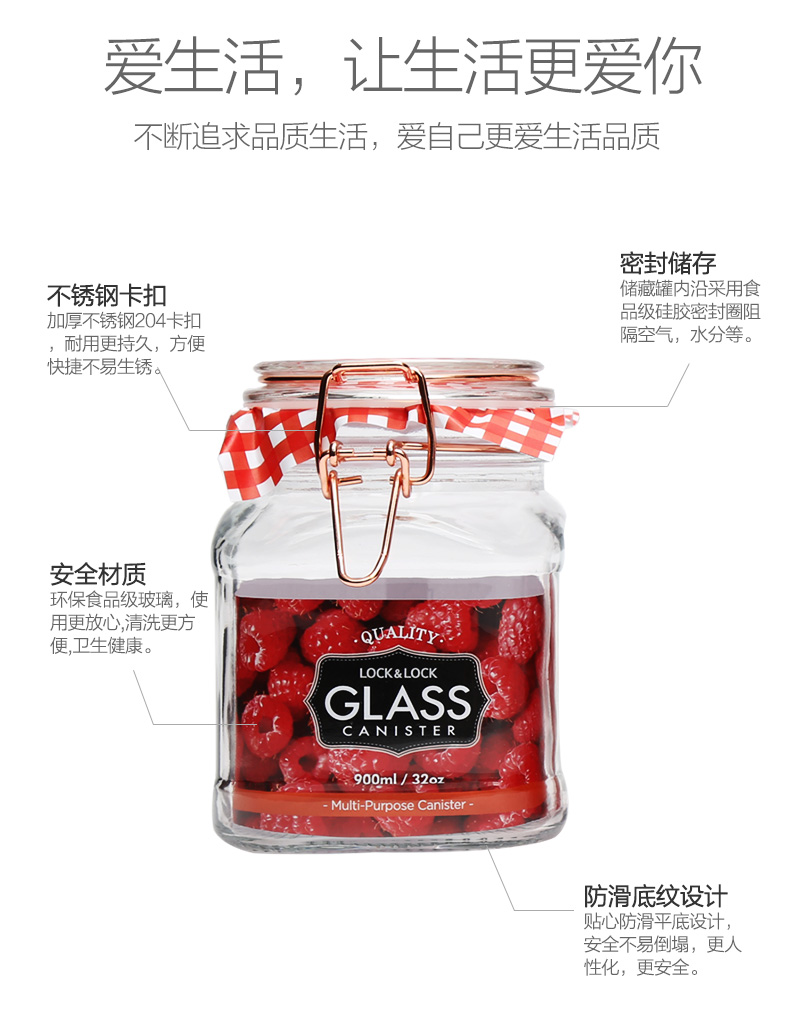 爱生活，让生活更爱你
不断追求品质生活，爱自己更爱生活品质
密封储存
储藏罐内沿采用食
品级硅胶密封圈阻
隔空气，水分等。
不锈钢卡扣
加厚不锈钢204卡扣
，耐用更持久，方便
快捷不易生锈。
安全材质
环保食品级玻璃，使
用更放心,清洗更方
便,卫生健康。
·QUALITY·
LOCK&LOCK
GLASS
CANISTER
900ml / 32oz
- Multi-Purpose Canister -
防滑底纹设计
贴心防滑平底设计，
安全不易倒塌，更人
性化，更安全。